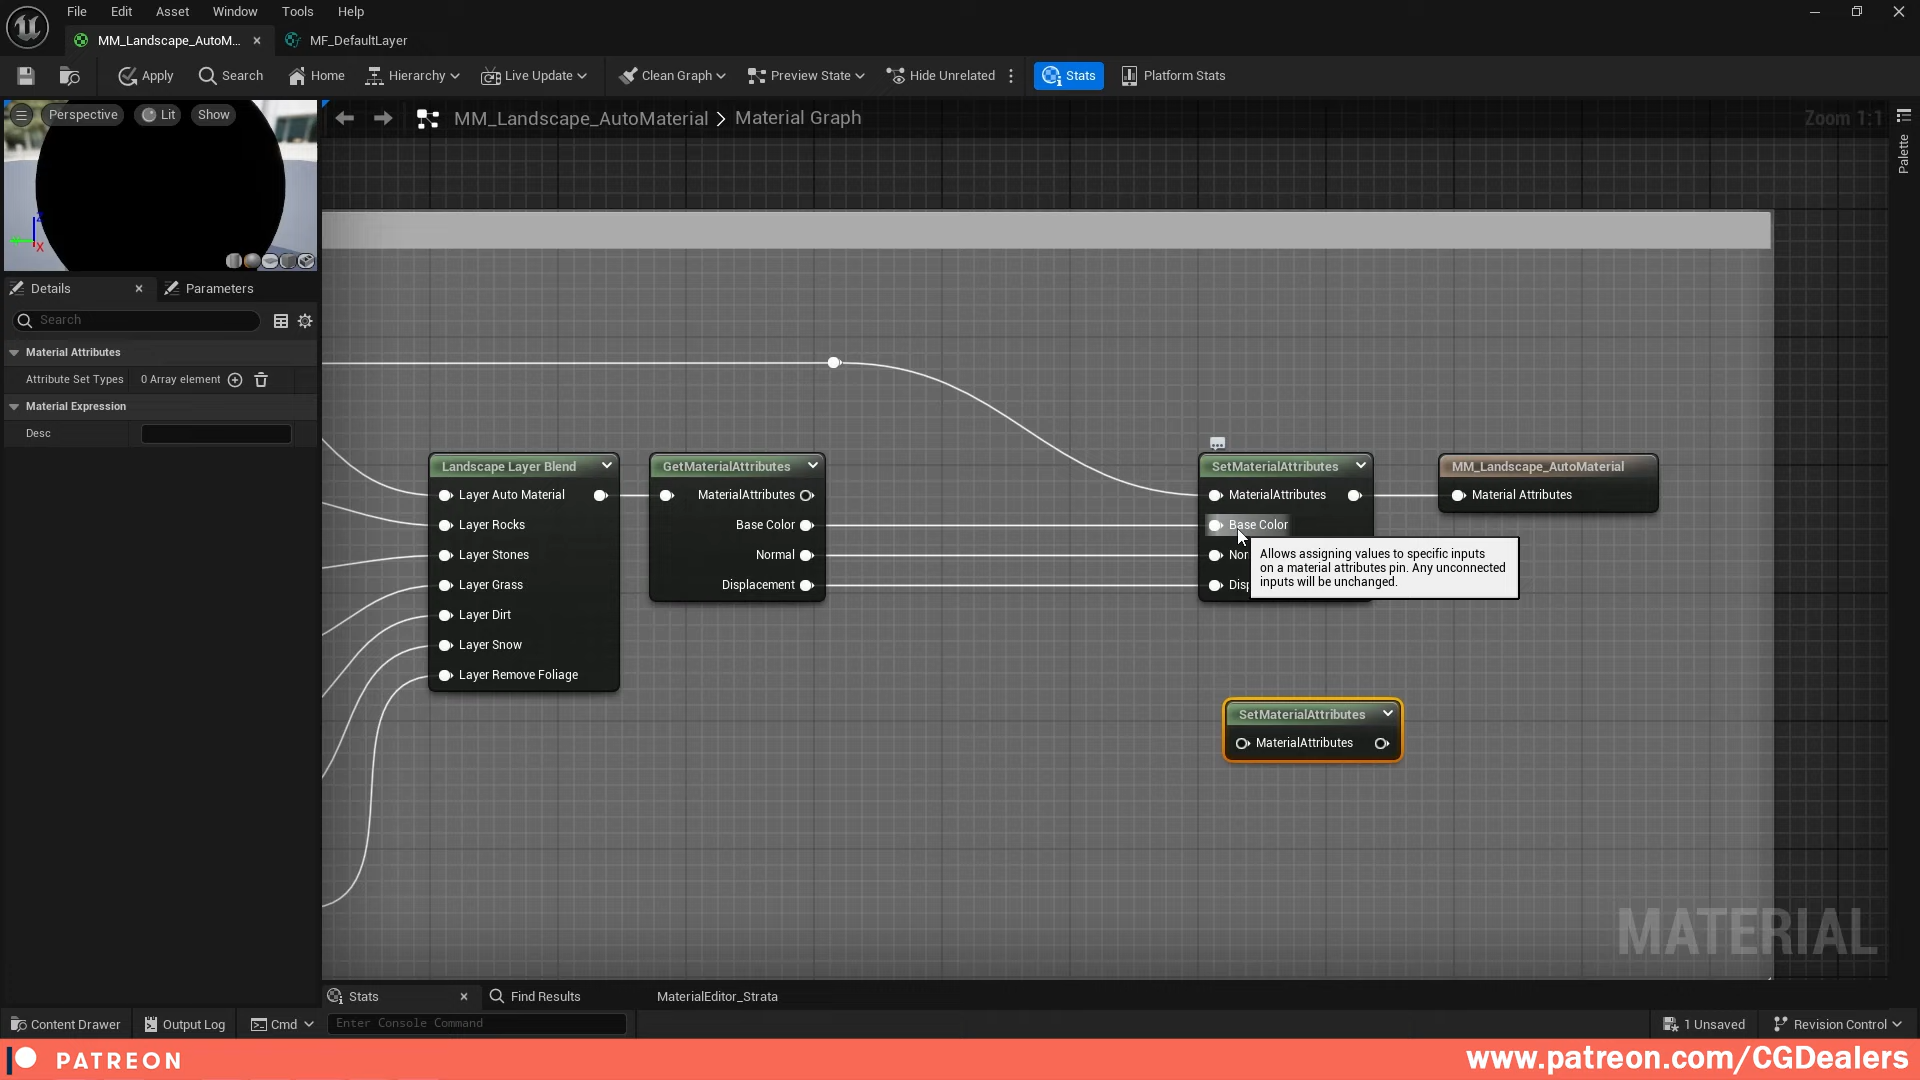 File Edit Asset Window Tools Help
MM_Landscape_AutoM... MF_DefaultLayer
Apply Search Home Hierarchy Live Update Clean Graph Preview State Hide Unrelated Stats Platform Stats
Perspective Lit Show
MM_Landscape_AutoMaterial > Material Graph
Zoom 1:1
Palette
Z
X
Details Parameters
Search
Material Attributes
Attribute Set Types 0 Array element
Material Expression
Desc
Landscape Layer Blend
Layer Auto Material
Layer Rocks
Layer Stones
Layer Grass
Layer Dirt
Layer Snow
Layer Remove Foliage
GetMaterialAttributes
MaterialAttributes
Base Color
Normal
Displacement
SetMaterialAttributes
MaterialAttributes
Base Color
Nor
Disp
MM_Landscape_AutoMaterial
Material Attributes
Allows assigning values to specific inputs
on a material attributes pin. Any unconnected
inputs will be unchanged.
SetMaterialAttributes
MaterialAttributes
MATERIAL
Stats Find Results MaterialEditor_Strata
Content Drawer Output Log Cmd Enter Console Command 1 Unsaved Revision Control
PATREON www.patreon.com/CGDealers